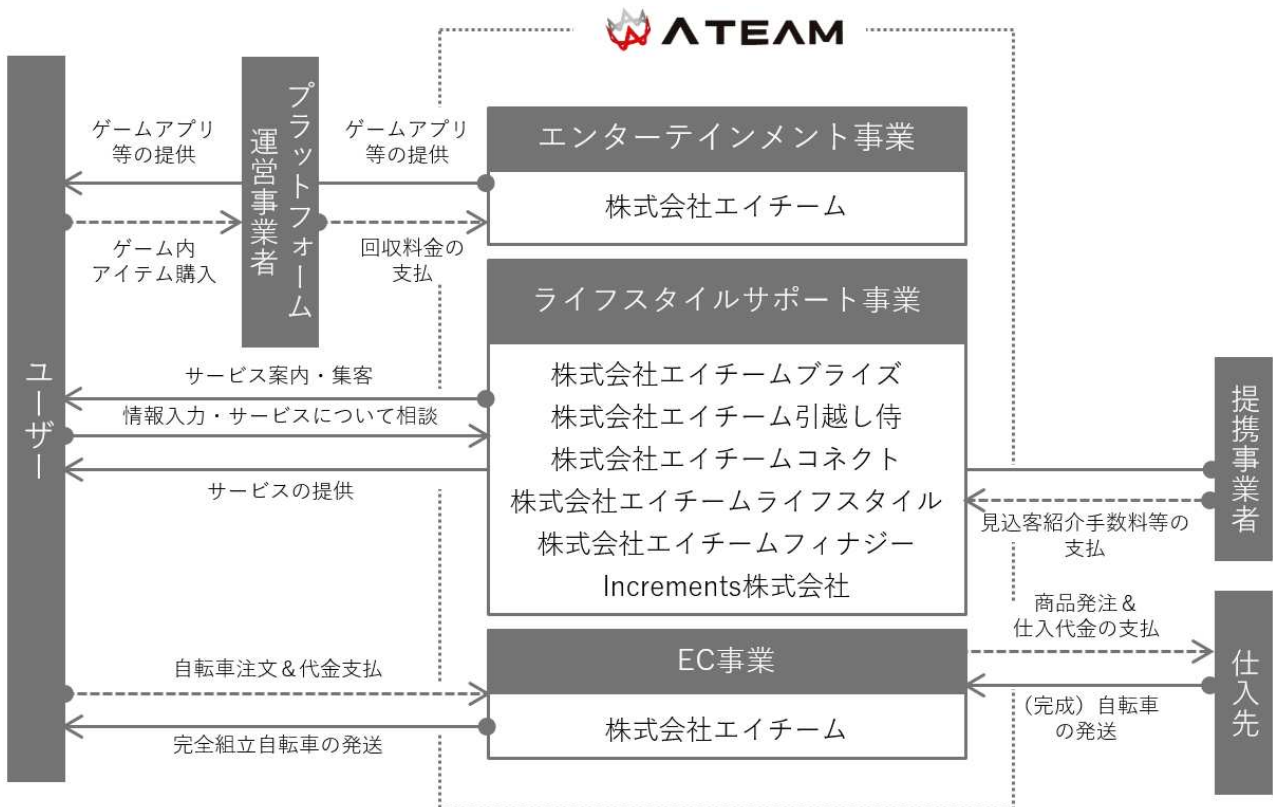 ATEAM
ユーザー
プラットフォーム
運営事業者
ゲームアプリ
等の提供
ゲームアプリ
等の提供
ゲーム内
アイテム購入
回収料金の
支払
エンターテインメント事業
株式会社エイチーム
ライフスタイルサポート事業
株式会社エイチームブライズ
株式会社エイチーム引越し侍
株式会社エイチームコネクト
株式会社エイチームライフスタイル
株式会社エイチームフィナジー
Increments株式会社
サービス案内・集客
情報入力・サービスについて相談
サービスの提供
提携事業者
見込客紹介手数料等の
支払
EC事業
株式会社エイチーム
自転車注文&代金支払
完全組立自転車の発送
商品発注&
仕入代金の支払
(完成)自転車
の発送
仕入先